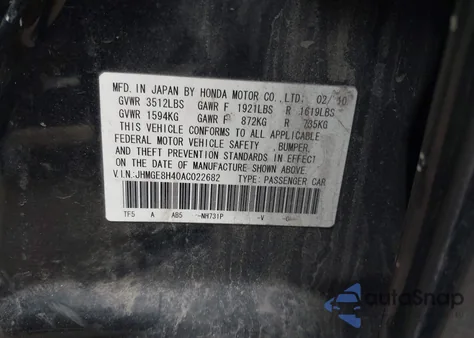 MFD. IN JAPAN BY HONDA MOTOR CO., LTD. 02/10
GVWR 3512LBS GAWR F 1921LBS R 1619LBS
GVWR 1594KG GAWR F 872KG R 735KG
THIS VEHICLE CONFORMS TO ALL APPLICABLE
FEDERAL MOTOR VEHICLE SAFETY ,BUMPER,
AND THEFT PREVENTION STANDARDS IN EFFECT
ON THE DATE OF MANUFACTURE SHOWN ABOVE.
V.I.N.:JHMGE8H40AC022682 TYPE: PASSENGER CAR
TF5 A AB5 -NH731P -V
autoSnap